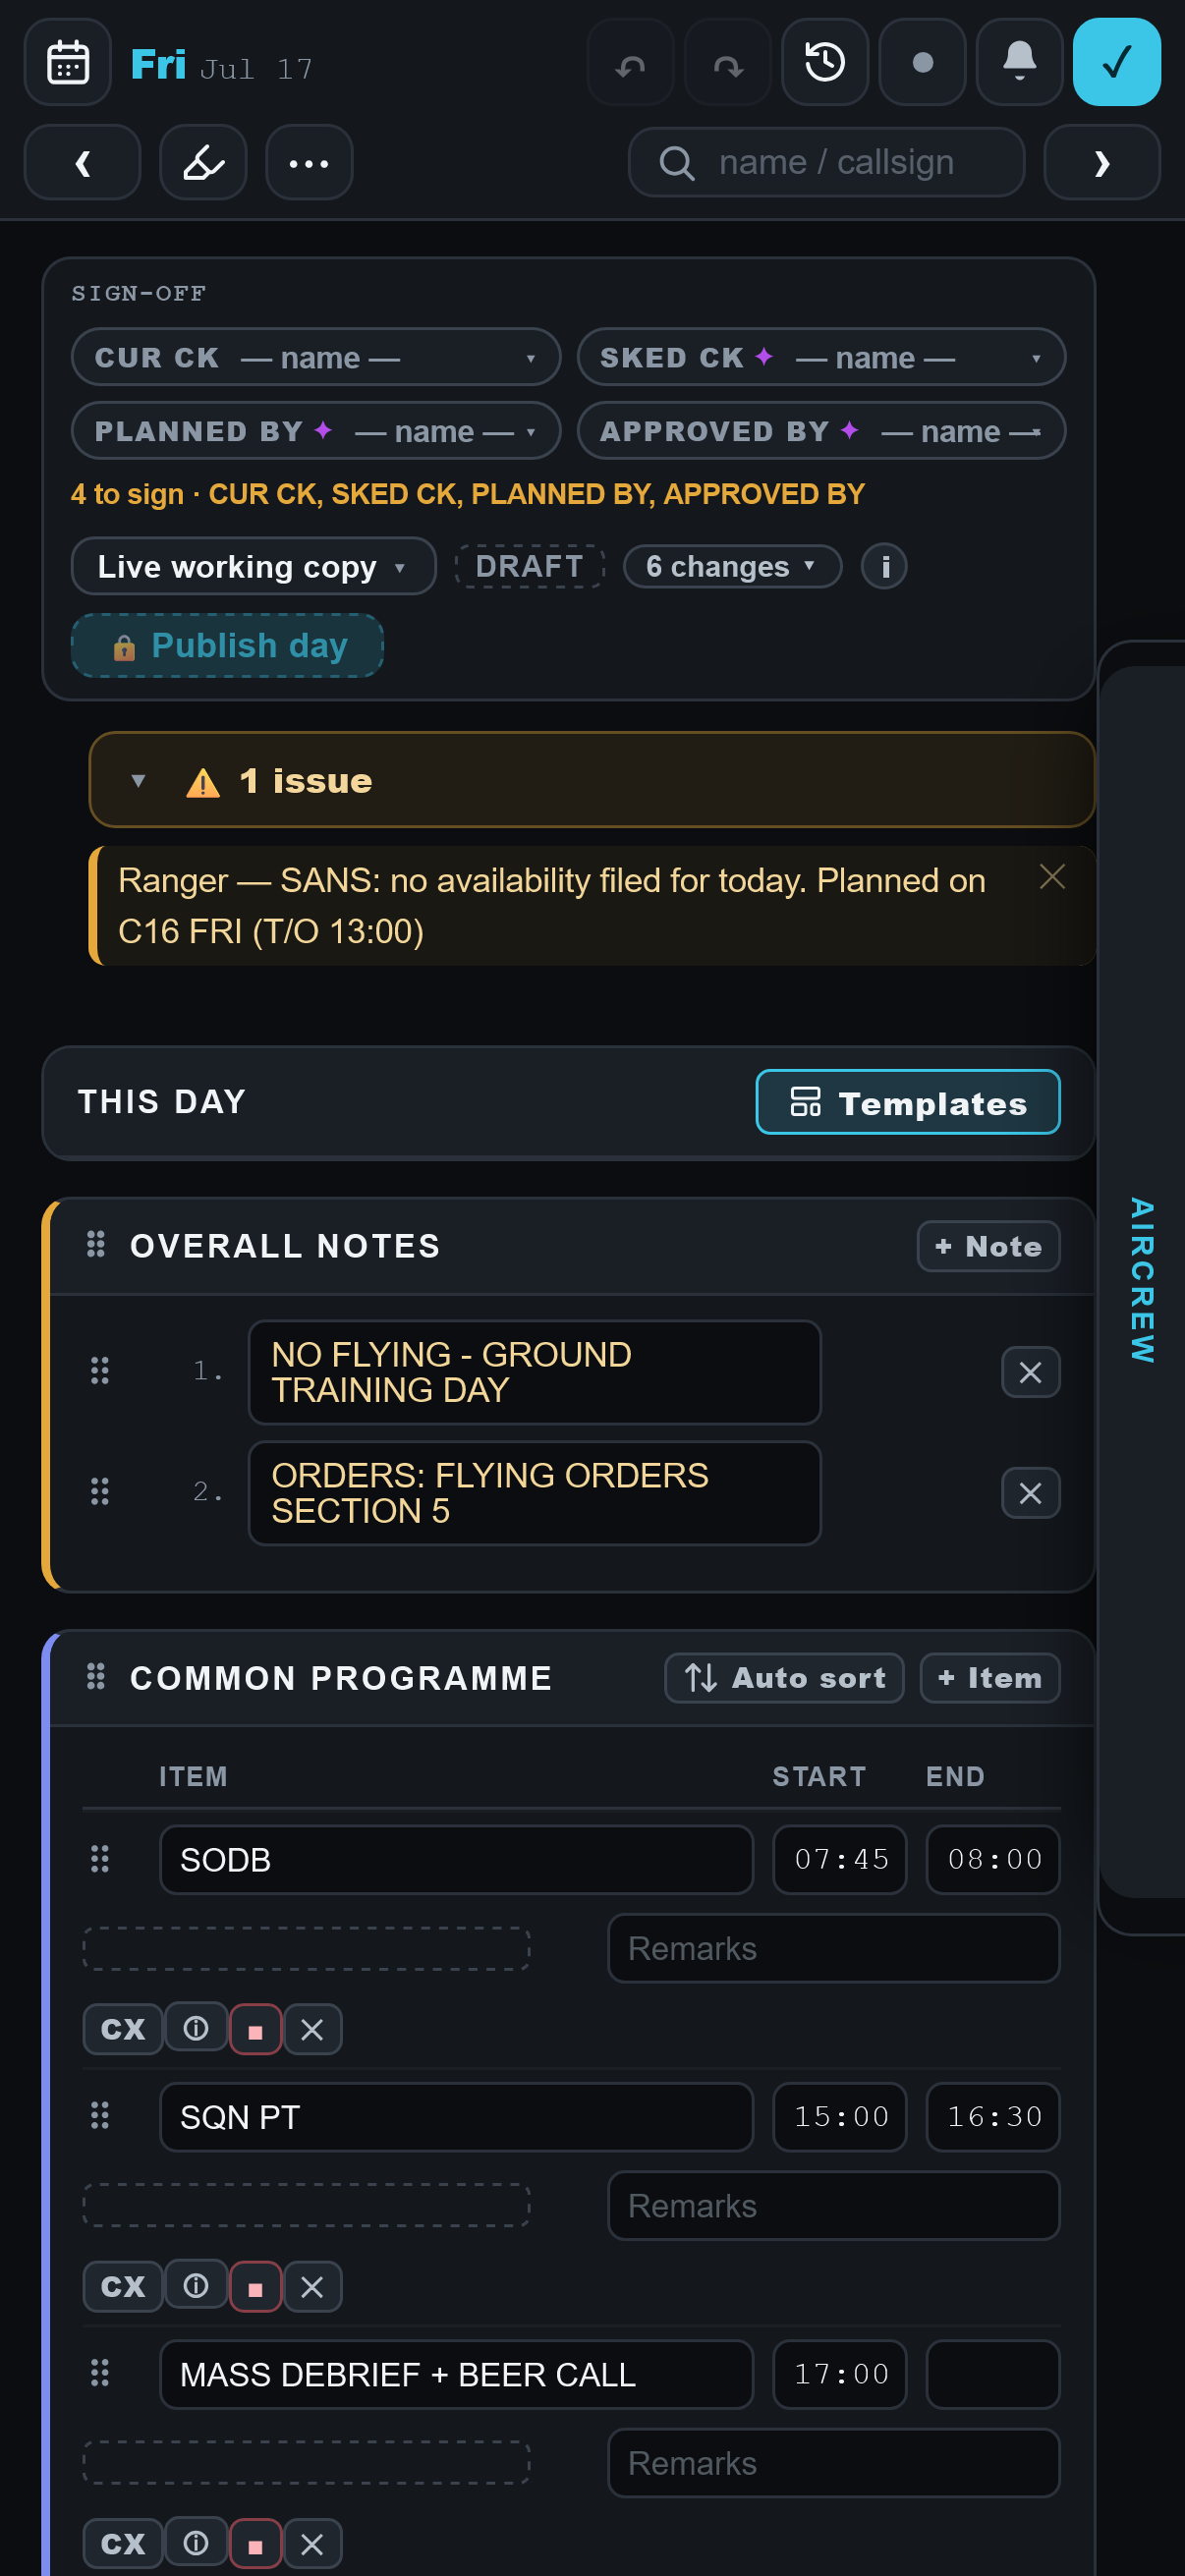 Fri Jul 17
name / callsign
SIGN-OFF
CUR CK — name —
SKED CK — name —
PLANNED BY — name —
APPROVED BY — name —
4 to sign · CUR CK, SKED CK, PLANNED BY, APPROVED BY
Live working copy
DRAFT
6 changes
i
Publish day
1 issue
Ranger — SANS: no availability filed for today. Planned on
C16 FRI (T/O 13:00)
THIS DAY
Templates
AIRCREW
OVERALL NOTES
+ Note
1. NO FLYING - GROUND
TRAINING DAY
2. ORDERS: FLYING ORDERS
SECTION 5
COMMON PROGRAMME
Auto sort
+ Item
ITEM START END
SODB 07:45 08:00
Remarks
CX
SQN PT 15:00 16:30
Remarks
CX
MASS DEBRIEF + BEER CALL 17:00
Remarks
CX